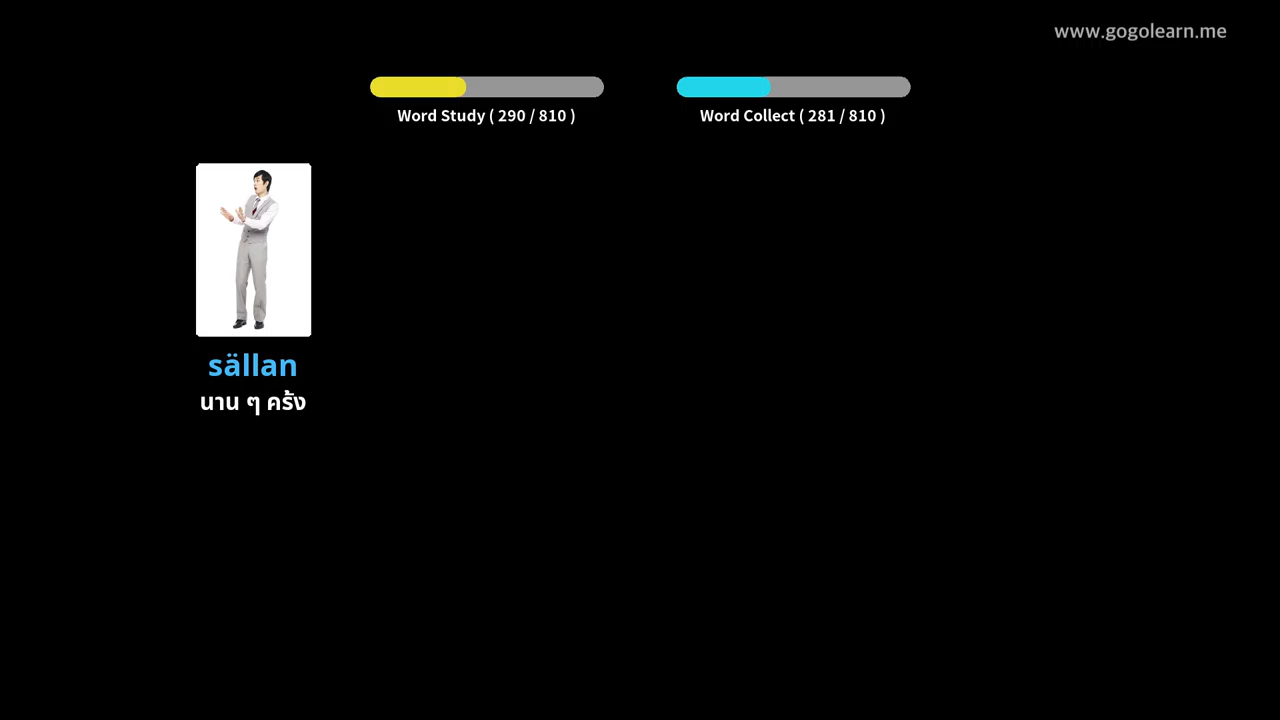 www.gogolearn.me
Word Study ( 290 / 810 )
Word Collect ( 281 / 810 )
sällan
นาน ๆ ครั้ง